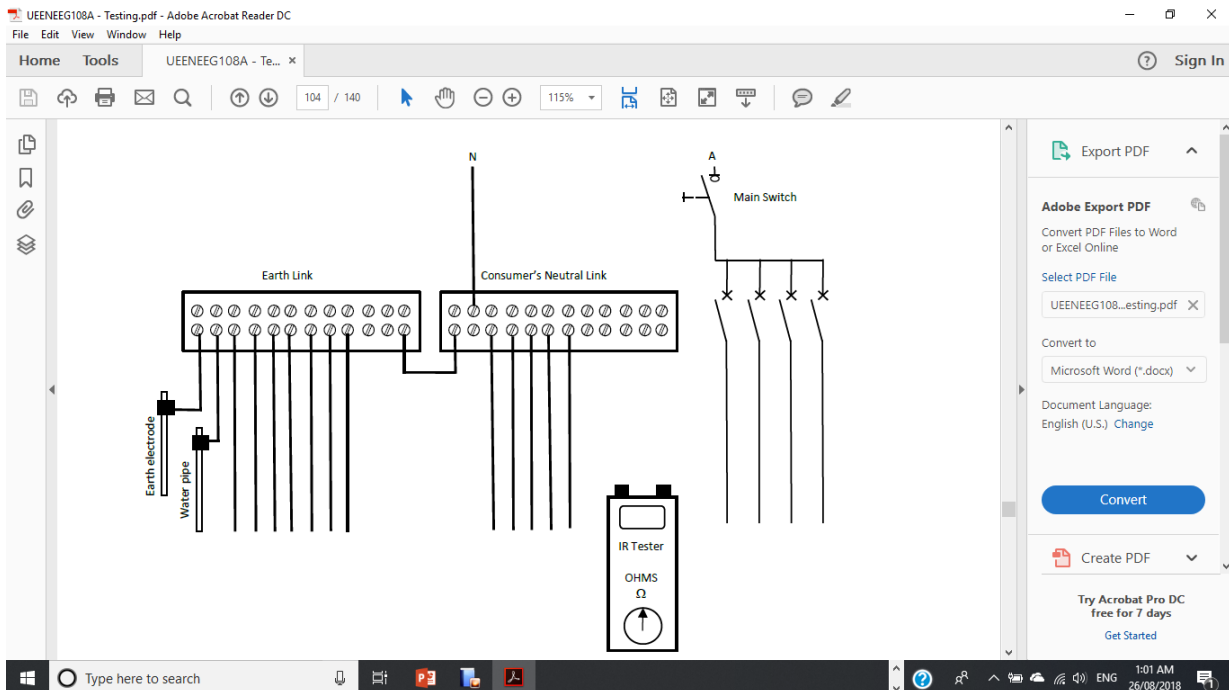 UEENEEG108A - Testing.pdf - Adobe Acrobat Reader DC
File Edit View Window Help
Home Tools UEENEEG108A - Te... ×
Sign In
104 / 140
115%
N
A
Main Switch
Earth Link
Consumer's Neutral Link
Earth electrode
Water pipe
IR Tester
OHMS
Ω
Export PDF
Adobe Export PDF
Convert PDF Files to Word
or Excel Online
Select PDF File
UEENEEG108...esting.pdf
Convert to
Microsoft Word (*.docx)
Document Language:
English (U.S.) Change
Convert
Create PDF
Try Acrobat Pro DC
free for 7 days
Get Started
Type here to search
ENG
1:01 AM
26/08/2018